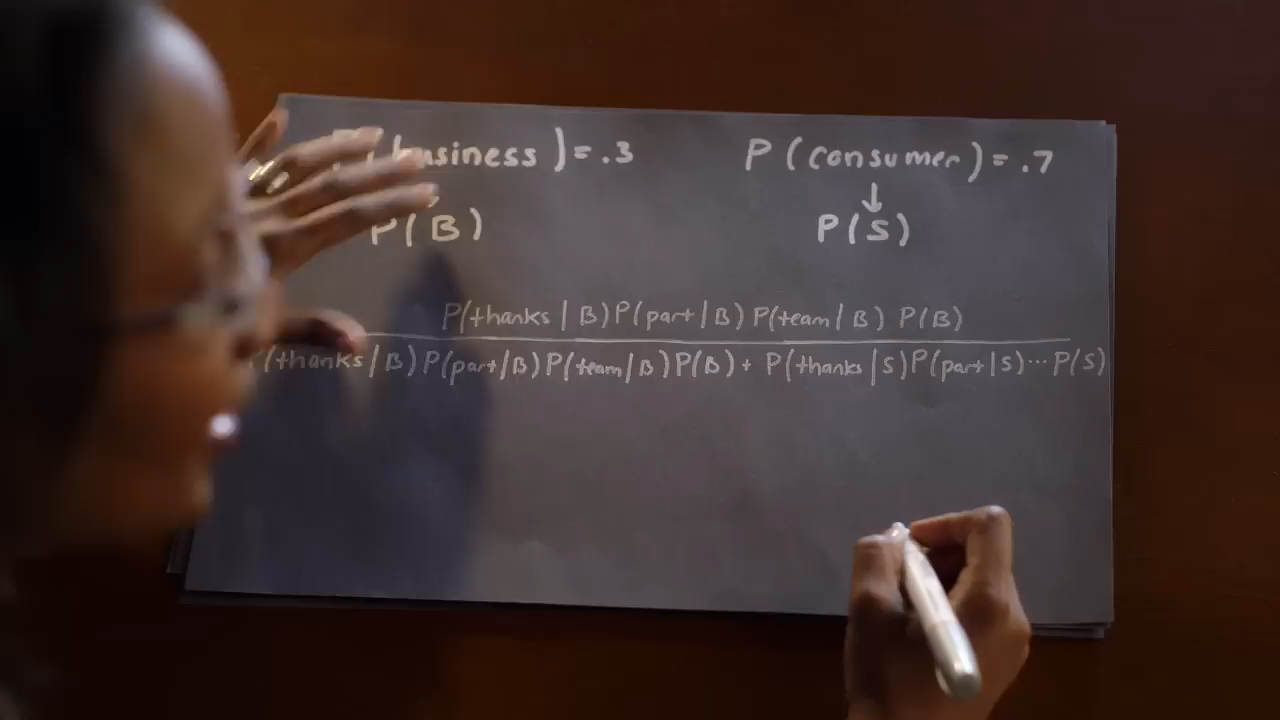 business) = .3 P (consumer) = .7
↓
P(B) P(S)
P(thanks | B) P(part | B) P(team | B) P(B)
P(thanks | B) P(part | B) P(team | B) P(B) + P(thanks | S) P(part | S) ... P(S)